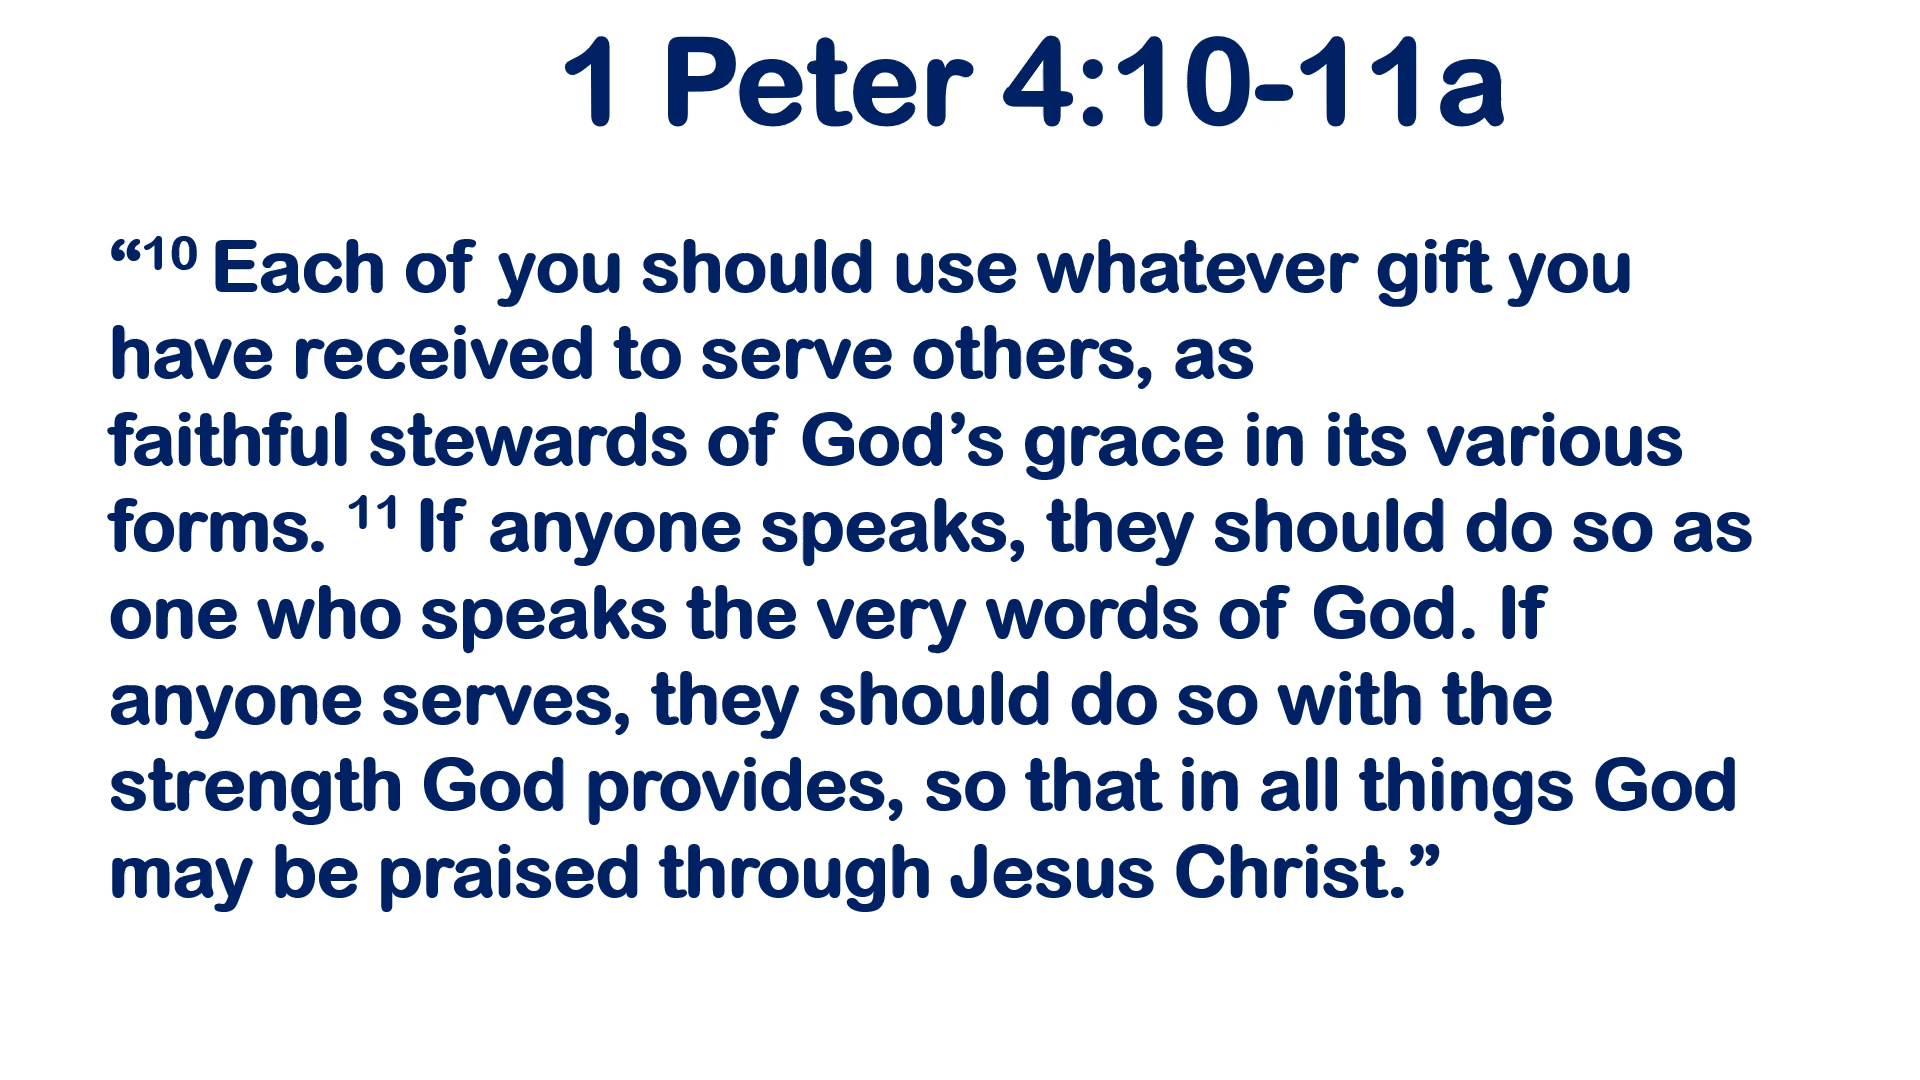 1 Peter 4:10-11a
“10 Each of you should use whatever gift you
have received to serve others, as
faithful stewards of God’s grace in its various
forms. 11 If anyone speaks, they should do so as
one who speaks the very words of God. If
anyone serves, they should do so with the
strength God provides, so that in all things God
may be praised through Jesus Christ.”